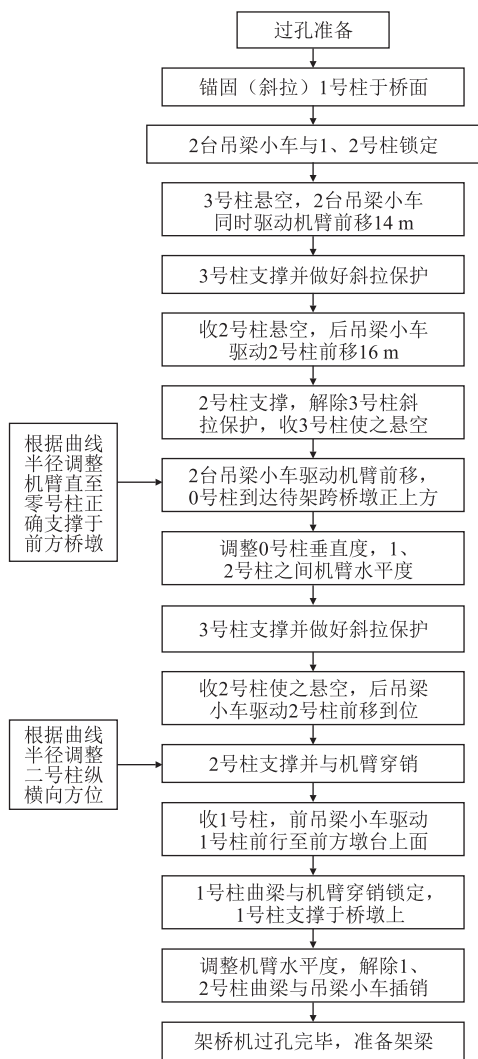 过孔准备
锚固（斜拉）1号柱于桥面
2台吊梁小车与1、2号柱锁定
3号柱悬空，2台吊梁小车
同时驱动机臂前移14 m
3号柱支撑并做好斜拉保护
收2号柱悬空，后吊梁小车
驱动2号柱前移16 m
2号柱支撑，解除3号柱斜
拉保护，收3号柱使之悬空
根据曲线
半径调整
机臂直至
零号柱正
确支撑于
前方桥墩
2台吊梁小车驱动机臂前移，
0号柱到达待架跨桥墩正上方
调整0号柱垂直度，1、
2号柱之间机臂水平度
3号柱支撑并做好斜拉保护
收2号柱使之悬空，后吊梁
小车驱动2号柱前移到位
根据曲线
半径调整
二号柱纵
横向方位
2号柱支撑并与机臂穿销
收1号柱，前吊梁小车驱动
1号柱前行至前方墩台上面
1号柱曲梁与机臂穿销锁定，
1号柱支撑于桥墩上
调整机臂水平度，解除1、
2号柱曲梁与吊梁小车插销
架桥机过孔完毕，准备架梁